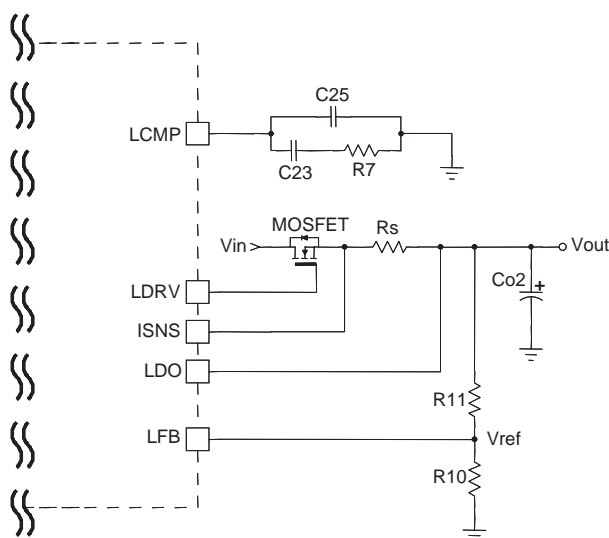 C25
LCMP
C23
R7
MOSFET
Rs
Vin
Vout
Co2
+
LDRV
ISNS
LDO
R11
LFB
Vref
R10